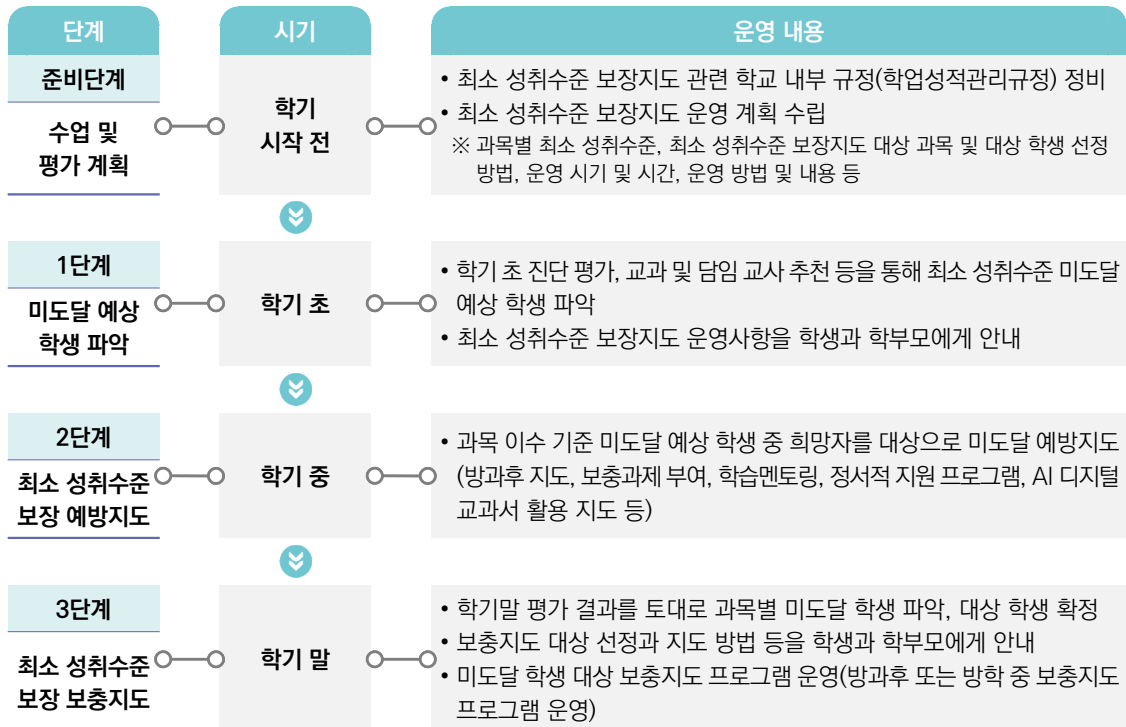 단계
시기
운영 내용
준비단계
수업 및
평가 계획
학기
시작 전
• 최소 성취수준 보장지도 관련 학교 내부 규정(학업성적관리규정) 정비
• 최소 성취수준 보장지도 운영 계획 수립
※ 과목별 최소 성취수준, 최소 성취수준 보장지도 대상 과목 및 대상 학생 선정
방법, 운영 시기 및 시간, 운영 방법 및 내용 등
1단계
미도달 예상
학생 파악
학기 초
• 학기 초 진단 평가, 교과 및 담임 교사 추천 등을 통해 최소 성취수준 미도달
예상 학생 파악
• 최소 성취수준 보장지도 운영사항을 학생과 학부모에게 안내
2단계
최소 성취수준
보장 예방지도
학기 중
• 과목 이수 기준 미도달 예상 학생 중 희망자를 대상으로 미도달 예방지도
(방과후 지도, 보충과제 부여, 학습멘토링, 정서적 지원 프로그램, AI 디지털
교과서 활용 지도 등)
3단계
최소 성취수준
보장 보충지도
학기 말
• 학기말 평가 결과를 토대로 과목별 미도달 학생 파악, 대상 학생 확정
• 보충지도 대상 선정과 지도 방법 등을 학생과 학부모에게 안내
• 미도달 학생 대상 보충지도 프로그램 운영(방과후 또는 방학 중 보충지도
프로그램 운영)